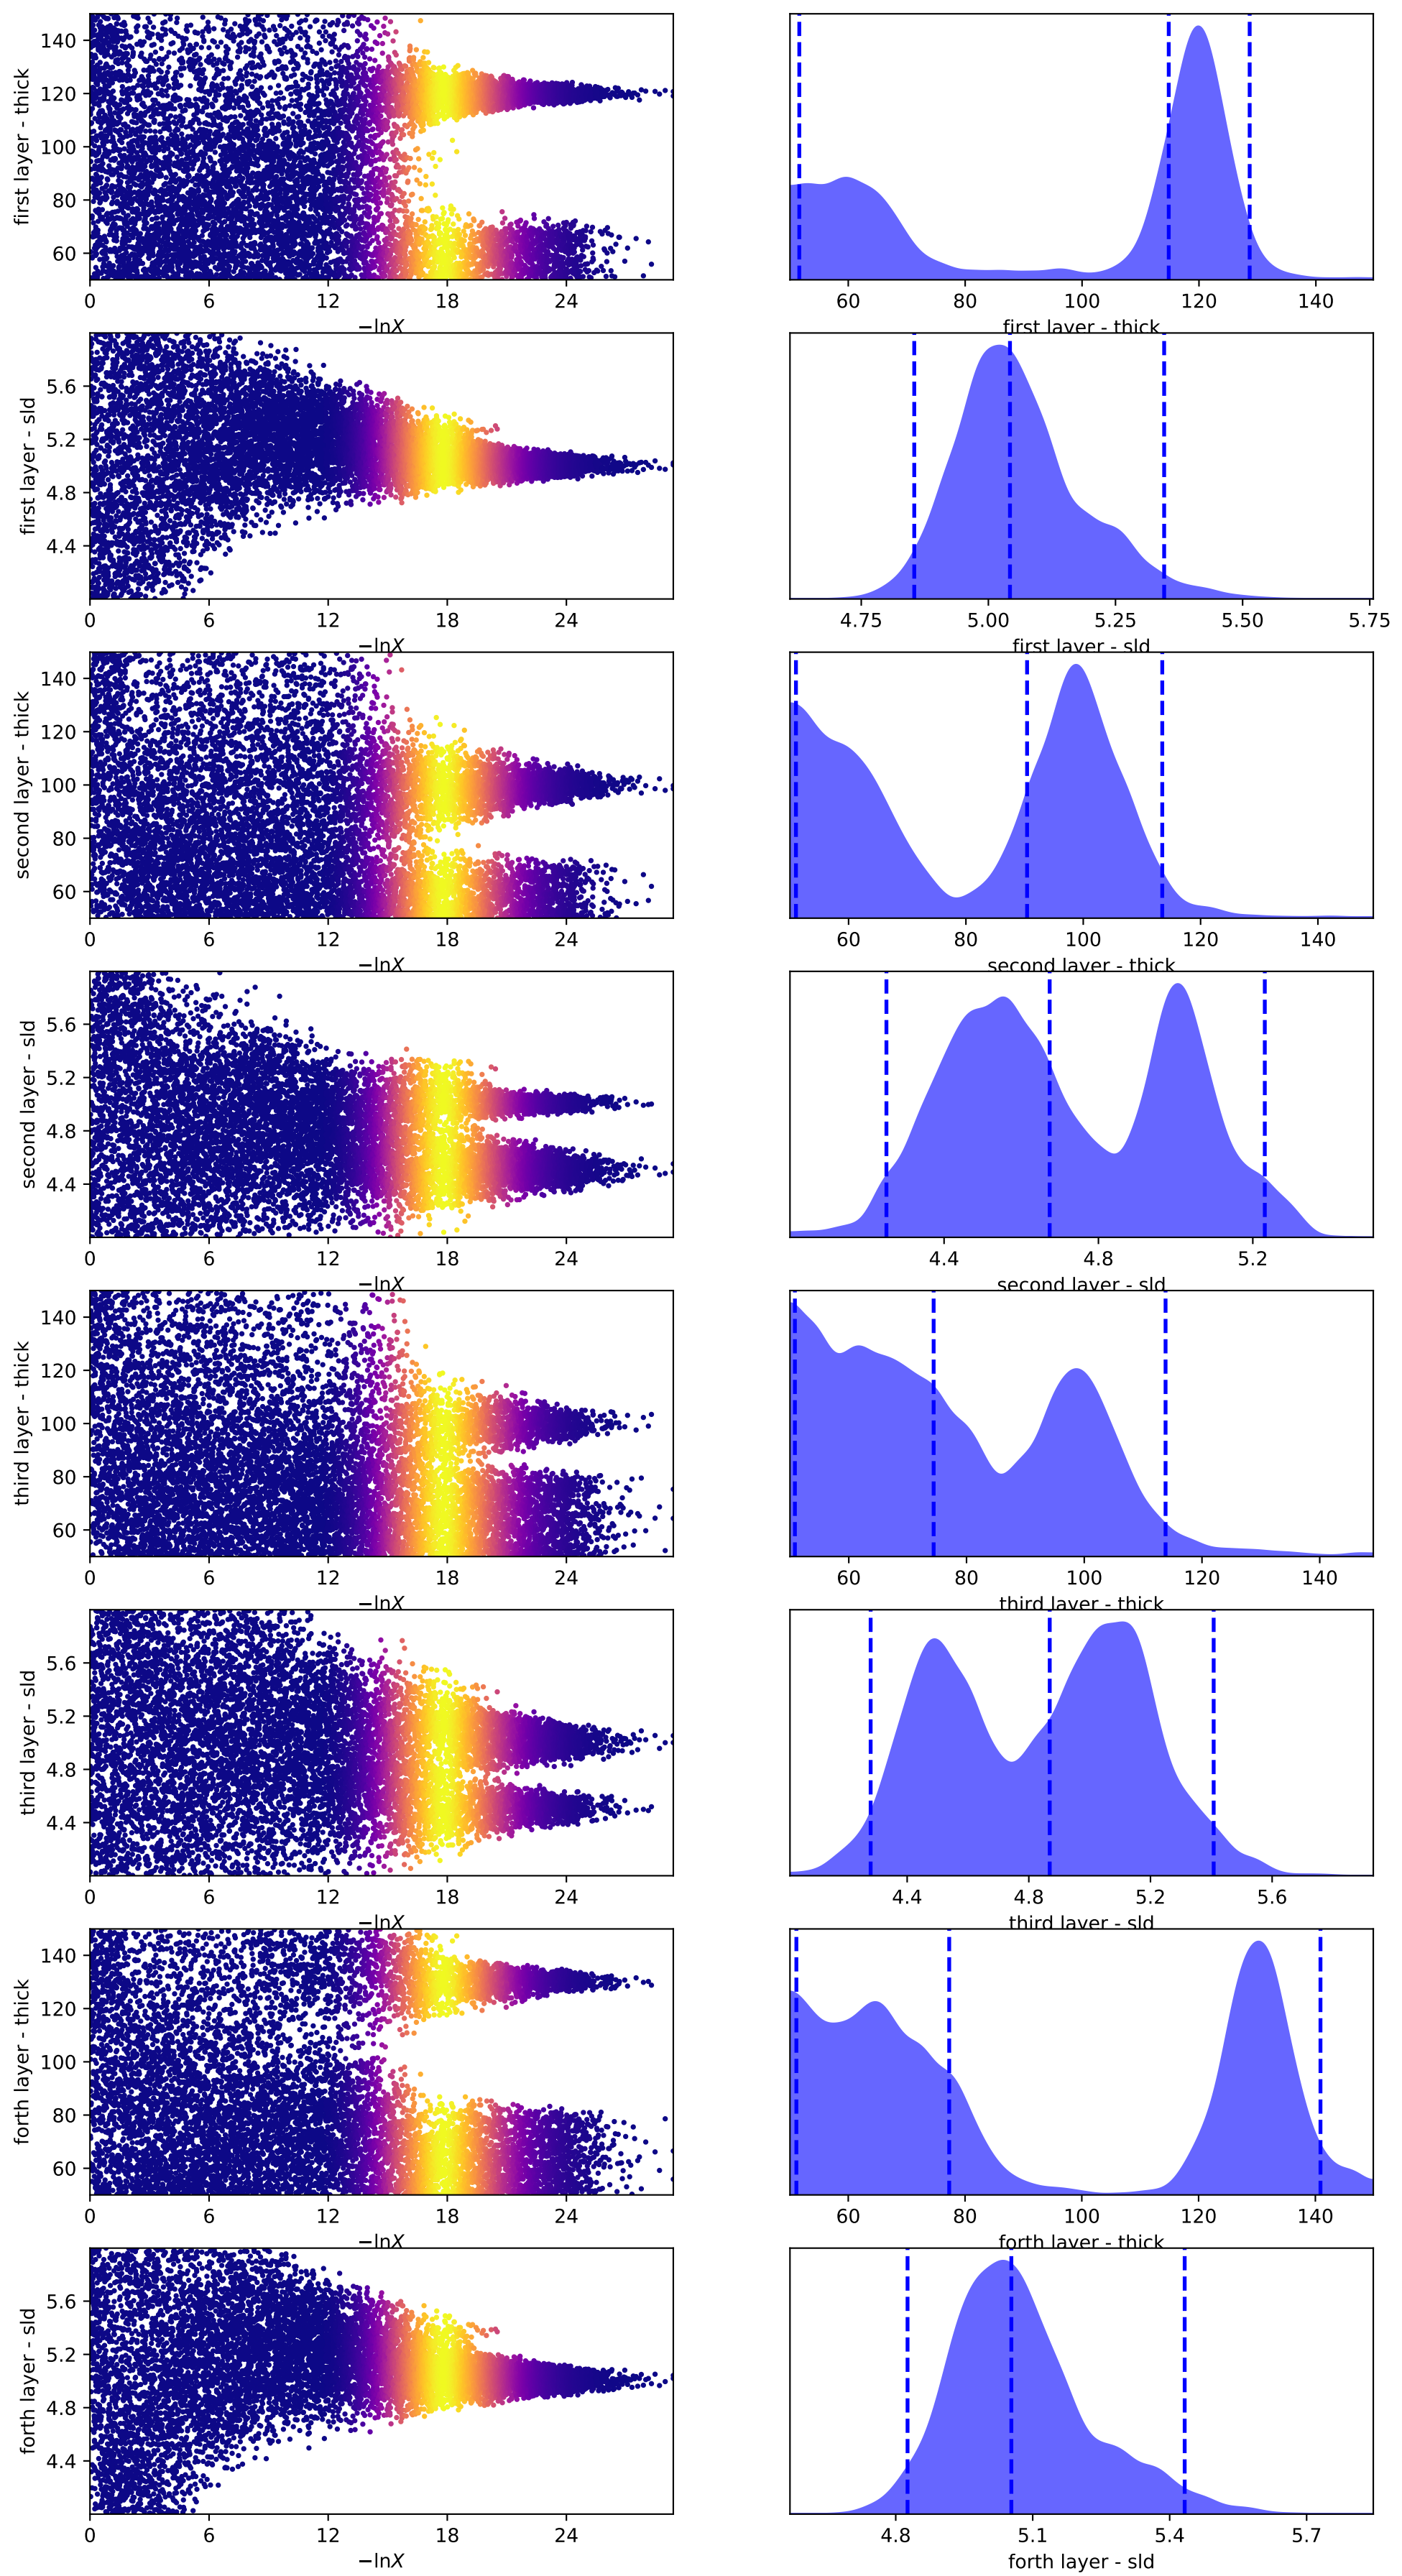 first layer - thick
140
120
100
80
60
0 6 12 18 24
−lnX
60 80 100 120 140
first layer - thick
first layer - sld
5.6
5.2
4.8
4.4
0 6 12 18 24
−lnX
4.75 5.00 5.25 5.50 5.75
first layer - sld
second layer - thick
140
120
100
80
60
0 6 12 18 24
−lnX
60 80 100 120 140
second layer - thick
second layer - sld
5.6
5.2
4.8
4.4
0 6 12 18 24
−lnX
4.4 4.8 5.2
second layer - sld
third layer - thick
140
120
100
80
60
0 6 12 18 24
−lnX
60 80 100 120 140
third layer - thick
third layer - sld
5.6
5.2
4.8
4.4
0 6 12 18 24
−lnX
4.4 4.8 5.2 5.6
third layer - sld
forth layer - thick
140
120
100
80
60
0 6 12 18 24
−lnX
60 80 100 120 140
forth layer - thick
forth layer - sld
5.6
5.2
4.8
4.4
0 6 12 18 24
−lnX
4.8 5.1 5.4 5.7
forth layer - sld